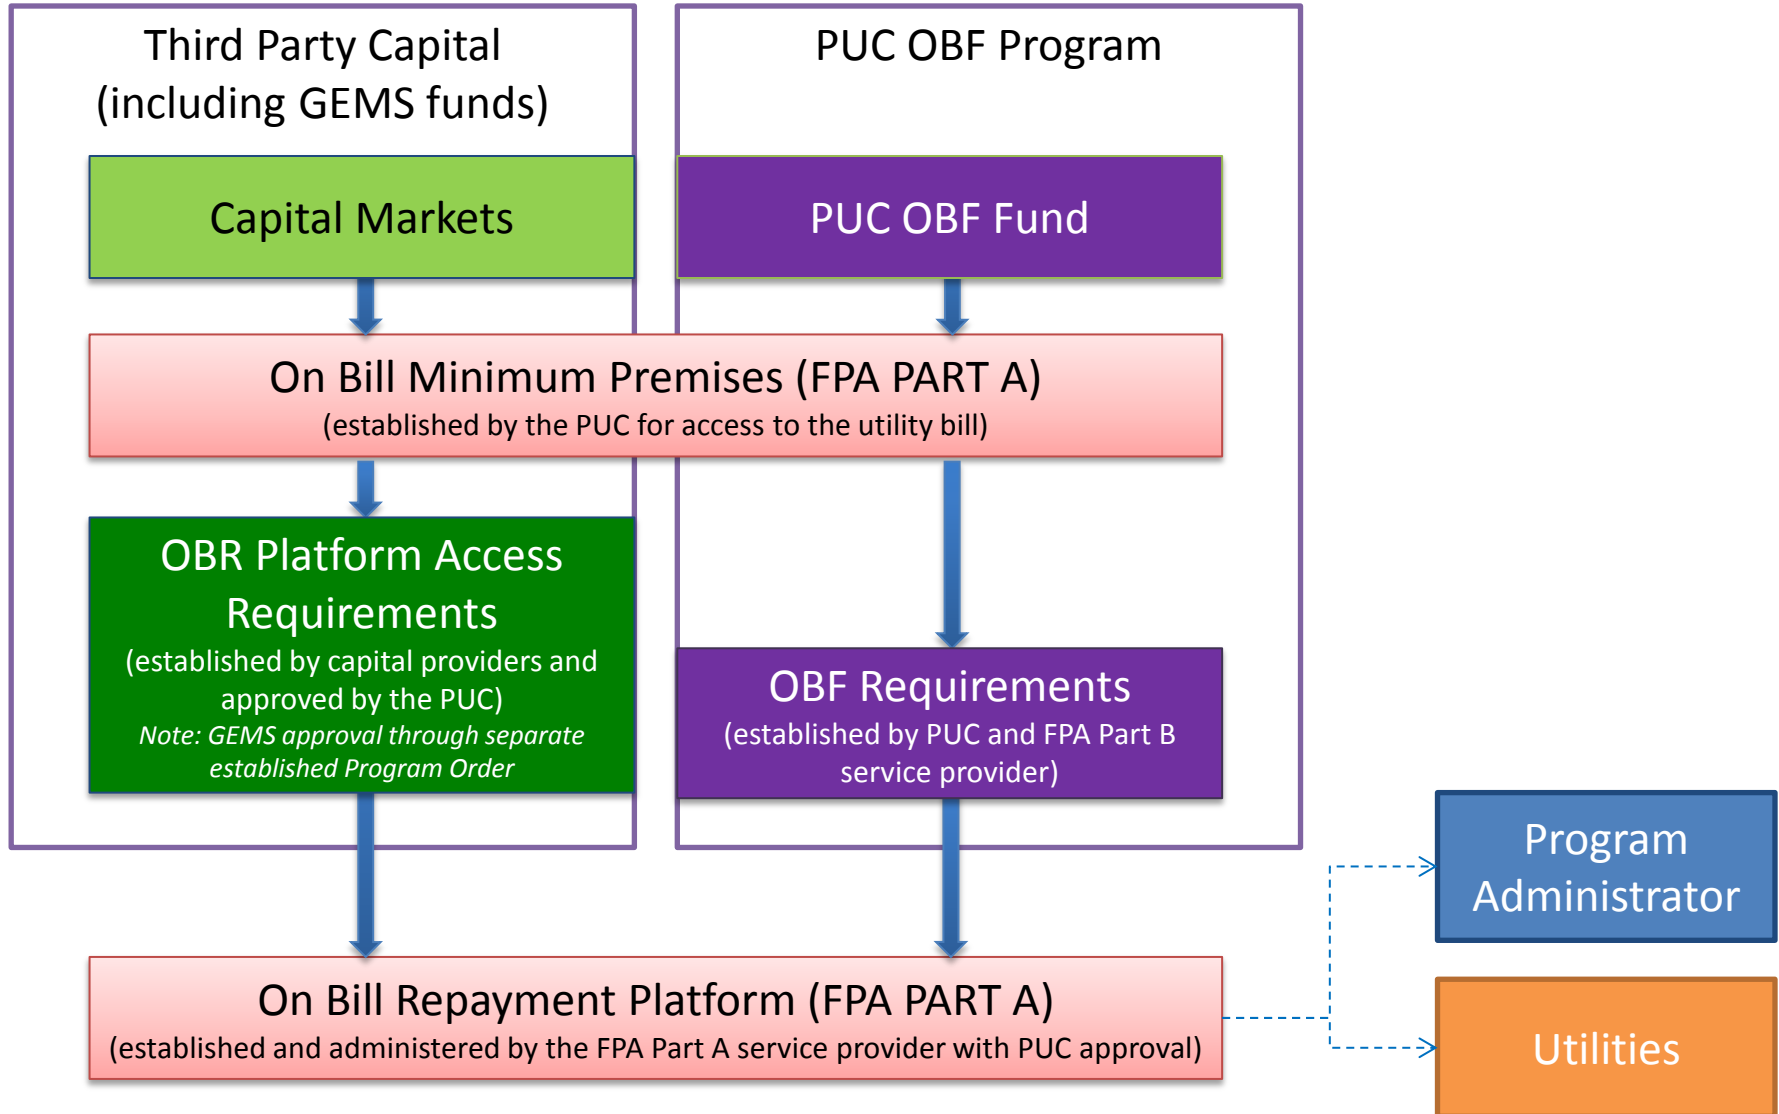 Third Party Capital
(including GEMS funds)
PUC OBF Program
Capital Markets
PUC OBF Fund
On Bill Minimum Premises (FPA PART A)
(established by the PUC for access to the utility bill)
OBR Platform Access
Requirements
(established by capital providers and
approved by the PUC)
Note: GEMS approval through separate
established Program Order
OBF Requirements
(established by PUC and FPA Part B
service provider)
Program
Administrator
On Bill Repayment Platform (FPA PART A)
(established and administered by the FPA Part A service provider with PUC approval)
Utilities